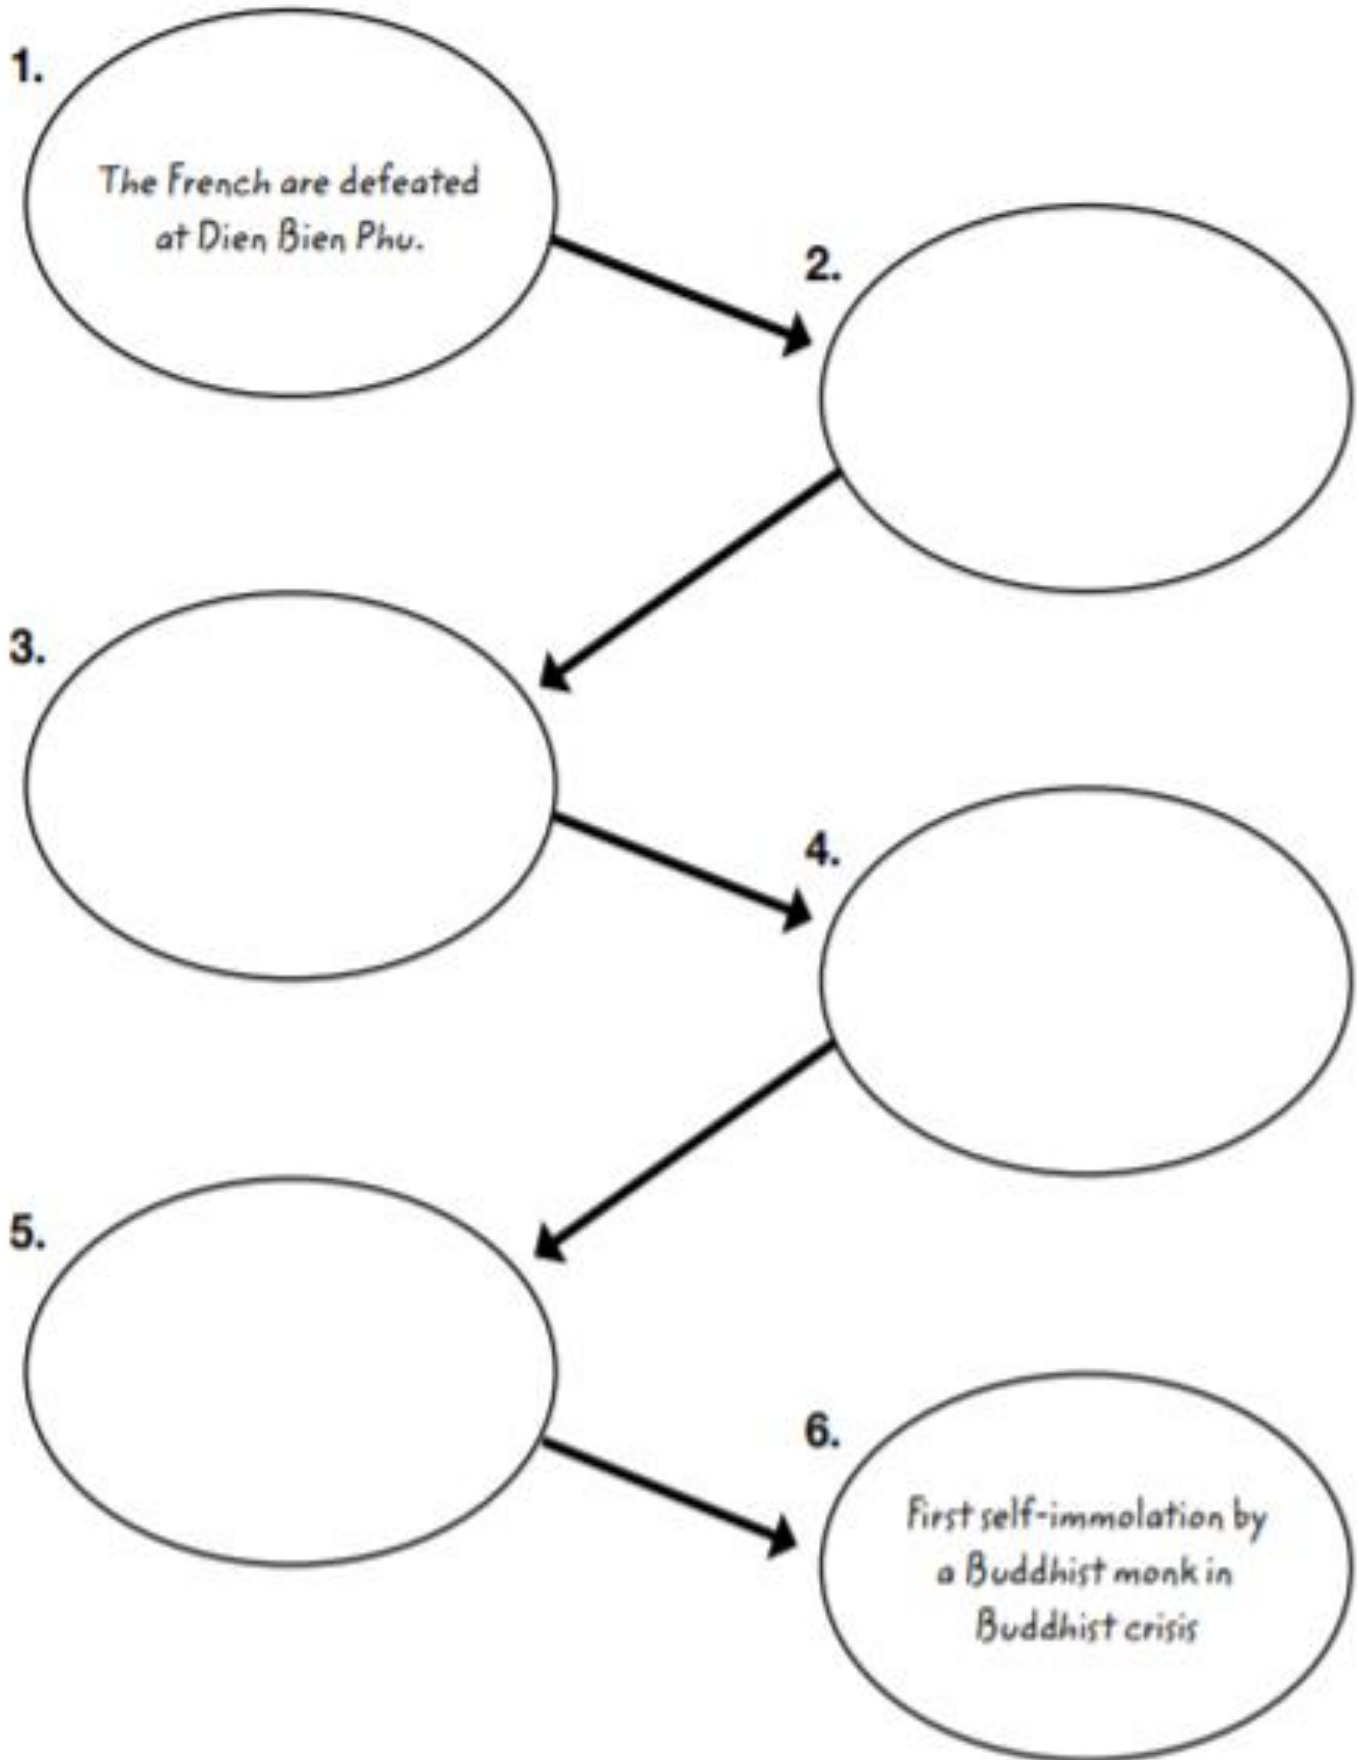 1.
The French are defeated
at Dien Bien Phu.
2.
3.
4.
5.
6.
First self-immolation by
a Buddhist monk in
Buddhist crisis